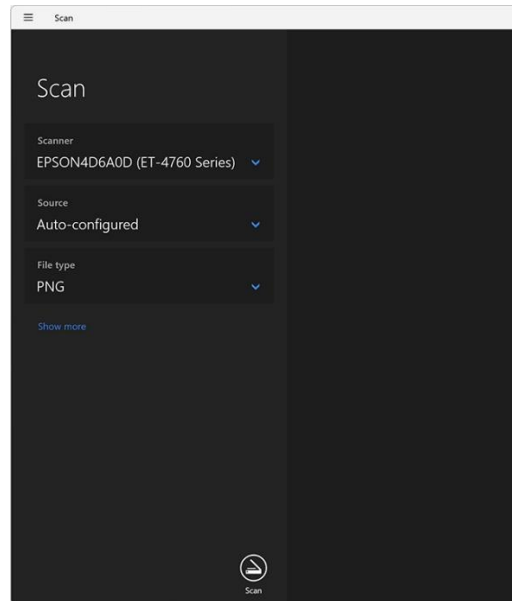 Scan
Scan
Scanner
EPSON4D6A0D (ET-4760 Series)
Source
Auto-configured
File type
PNG
Show more
Scan